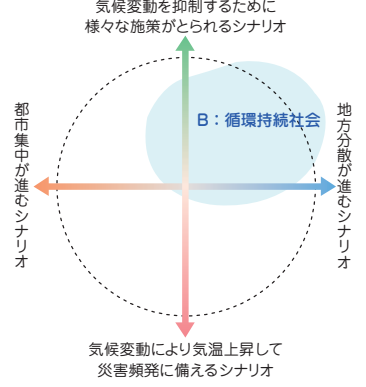 気候変動を抑制するために
様々な施策がとられるシナリオ
B：循環持続社会
都市集中が進むシナリオ
地方分散が進むシナリオ
気候変動により気温上昇して
災害頻発に備えるシナリオ